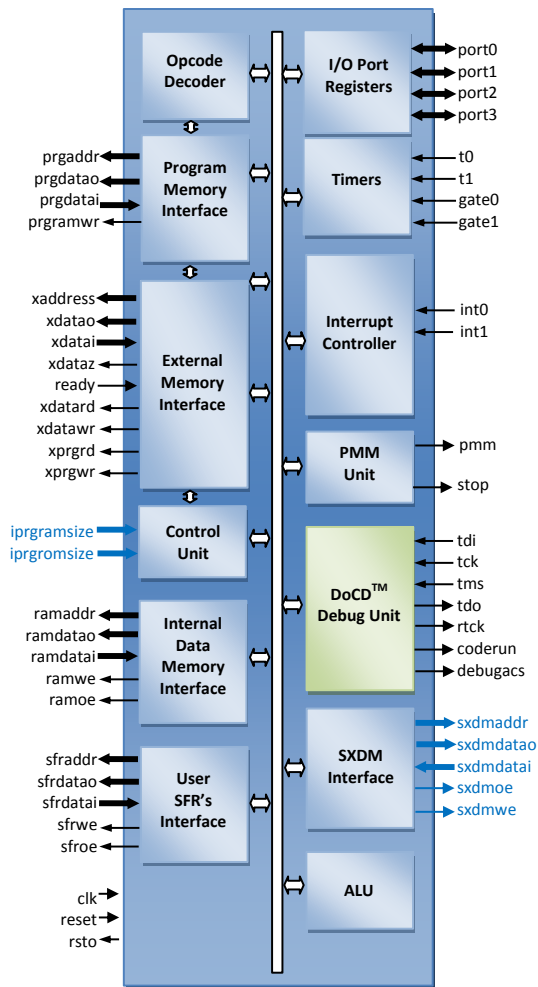 Opcode
Decoder
prgaddr
prgdatao
prgdatai
prgramwr
Program
Memory
Interface
xaddress
xdatao
xdatai
xdataz
ready
xdatard
xdatawr
xprgrd
xprgwr
External
Memory
Interface
iprgramsize
iprgromsize
Control
Unit
ramaddr
ramdatao
ramdatai
ramwe
ramoe
Internal
Data
Memory
Interface
sfraddr
sfrdatao
sfrdatai
sfrwe
sfroe
User
SFR's
Interface
clk
reset
rsto
I/O Port
Registers
port0
port1
port2
port3
Timers
t0
t1
gate0
gate1
Interrupt
Controller
int0
int1
PMM
Unit
pmm
stop
DoCD™
Debug Unit
tdi
tck
tms
tdo
rtck
coderun
debugacs
SXDM
Interface
sxdmaddr
sxdmdatao
sxdmdatai
sxdmoe
sxdmwe
ALU